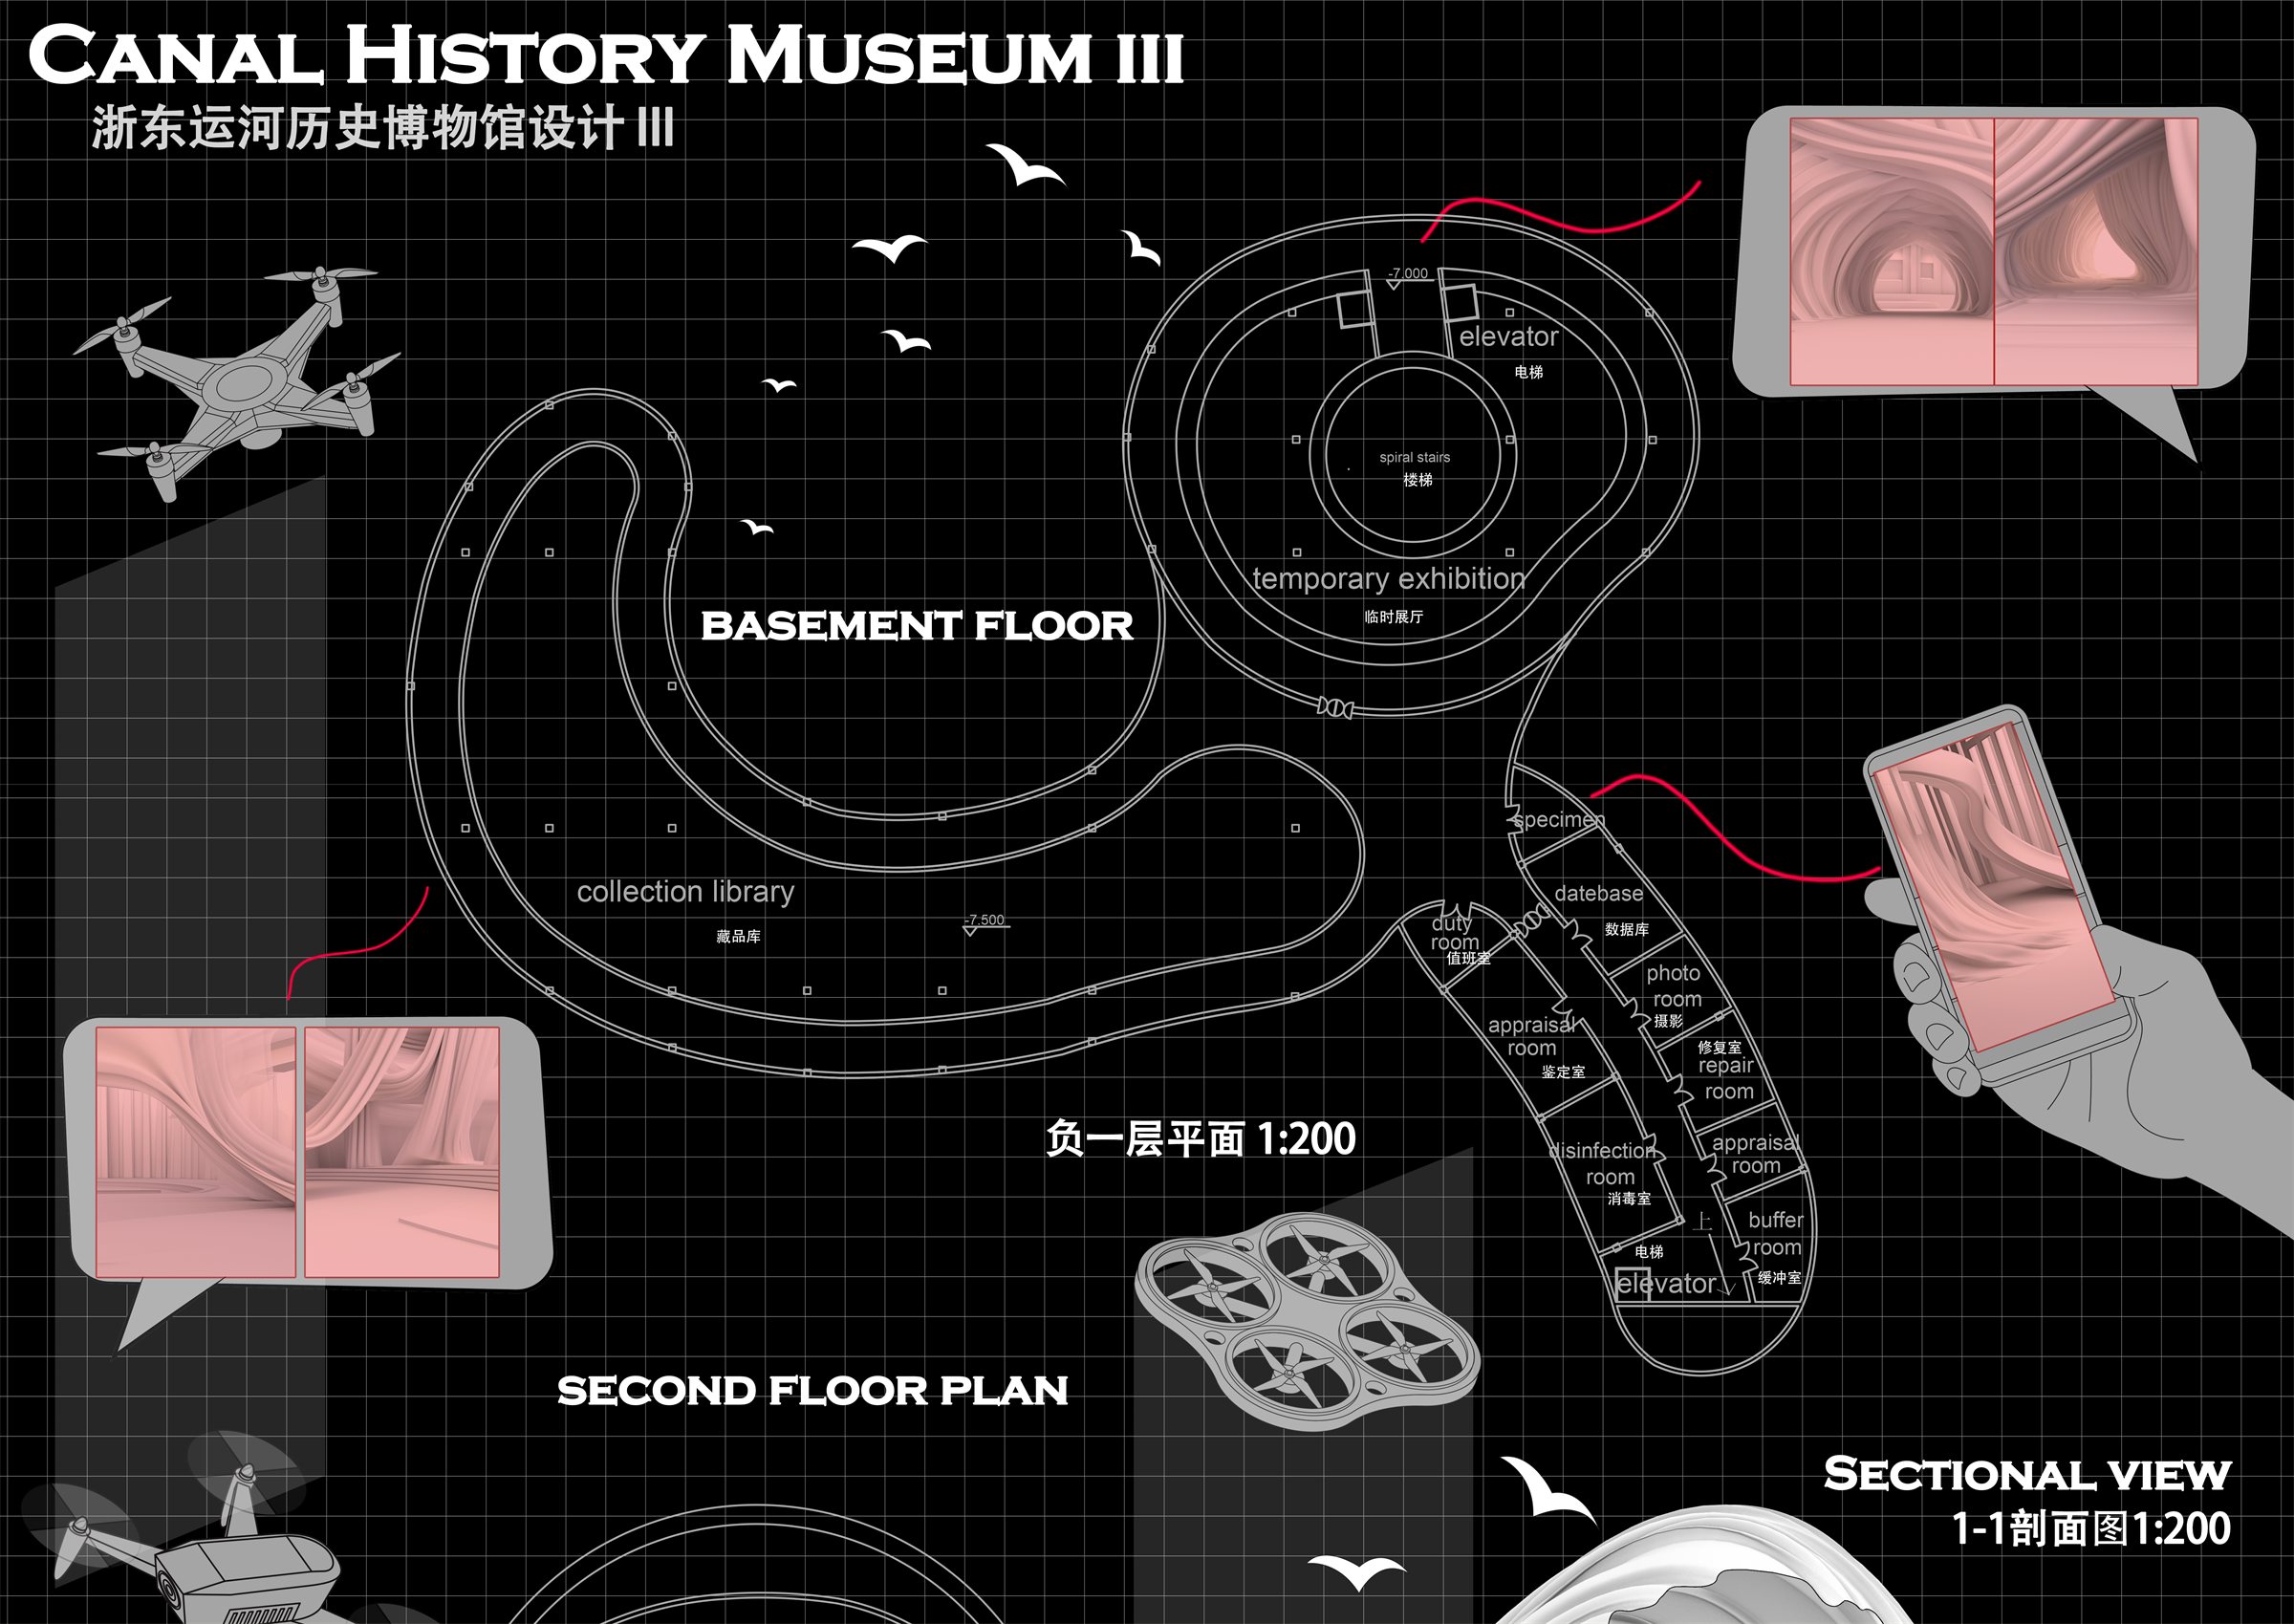 CANAL HISTORY MUSEUM III
浙东运河历史博物馆设计 III
-7.000
elevator
电梯
spiral stairs
楼梯
temporary exhibition
临时展厅
BASEMENT FLOOR
specimen
collection library
藏品库
-7.500
datebase
数据库
duty
room
值班室
photo
room
摄影
appraisal
room
鉴定室
修复室
repair
room
appraisal
room
disinfection
room
消毒室
上
buffer
room
缓冲室
电梯
elevator
负一层平面 1:200
SECOND FLOOR PLAN
SECTIONAL VIEW
1-1剖面图1:200